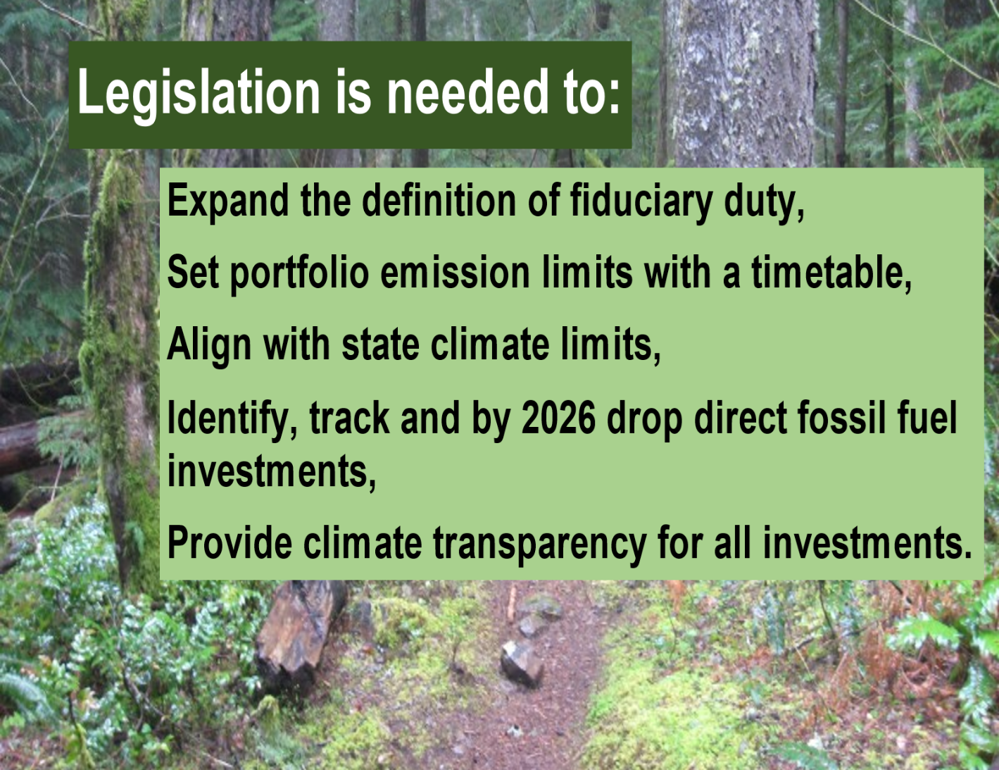 Legislation is needed to:
Expand the definition of fiduciary duty,
Set portfolio emission limits with a timetable,
Align with state climate limits,
Identify, track and by 2026 drop direct fossil fuel
investments,
Provide climate transparency for all investments.